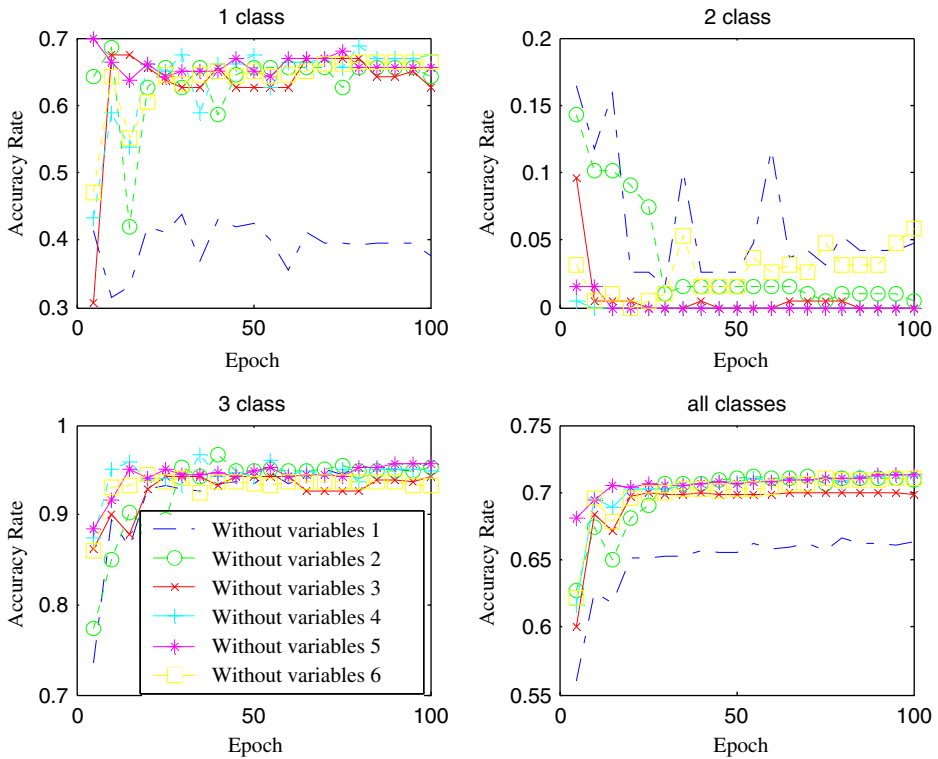 1 class
0.7
0.6
0.5
0.4
0.3
0
50
100
Accuracy Rate
Epoch
2 class
0.2
0.15
0.1
0.05
0
0
50
100
Accuracy Rate
Epoch
3 class
1
0.9
0.8
0.7
0
50
100
Accuracy Rate
Epoch
Without variables 1
Without variables 2
Without variables 3
Without variables 4
Without variables 5
Without variables 6
all classes
0.75
0.7
0.65
0.6
0.55
0
50
100
Accuracy Rate
Epoch